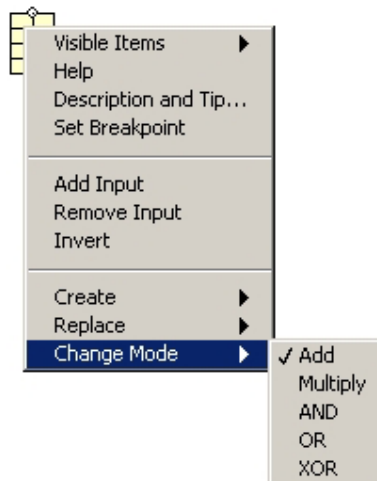 Visible Items
Help
Description and Tip...
Set Breakpoint
Add Input
Remove Input
Invert
Create
Replace
Change Mode
Add
Multiply
AND
OR
XOR